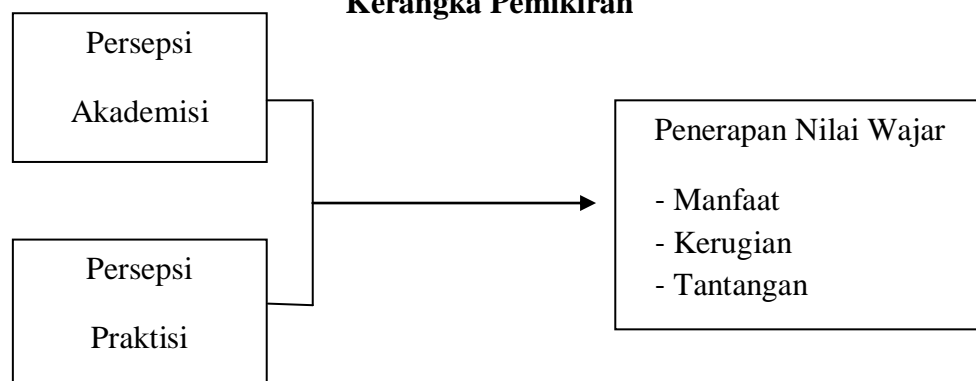 Kerangka Pemikiran
Persepsi
Akademisi
Penerapan Nilai Wajar
- Manfaat
- Kerugian
- Tantangan
Persepsi
Praktisi